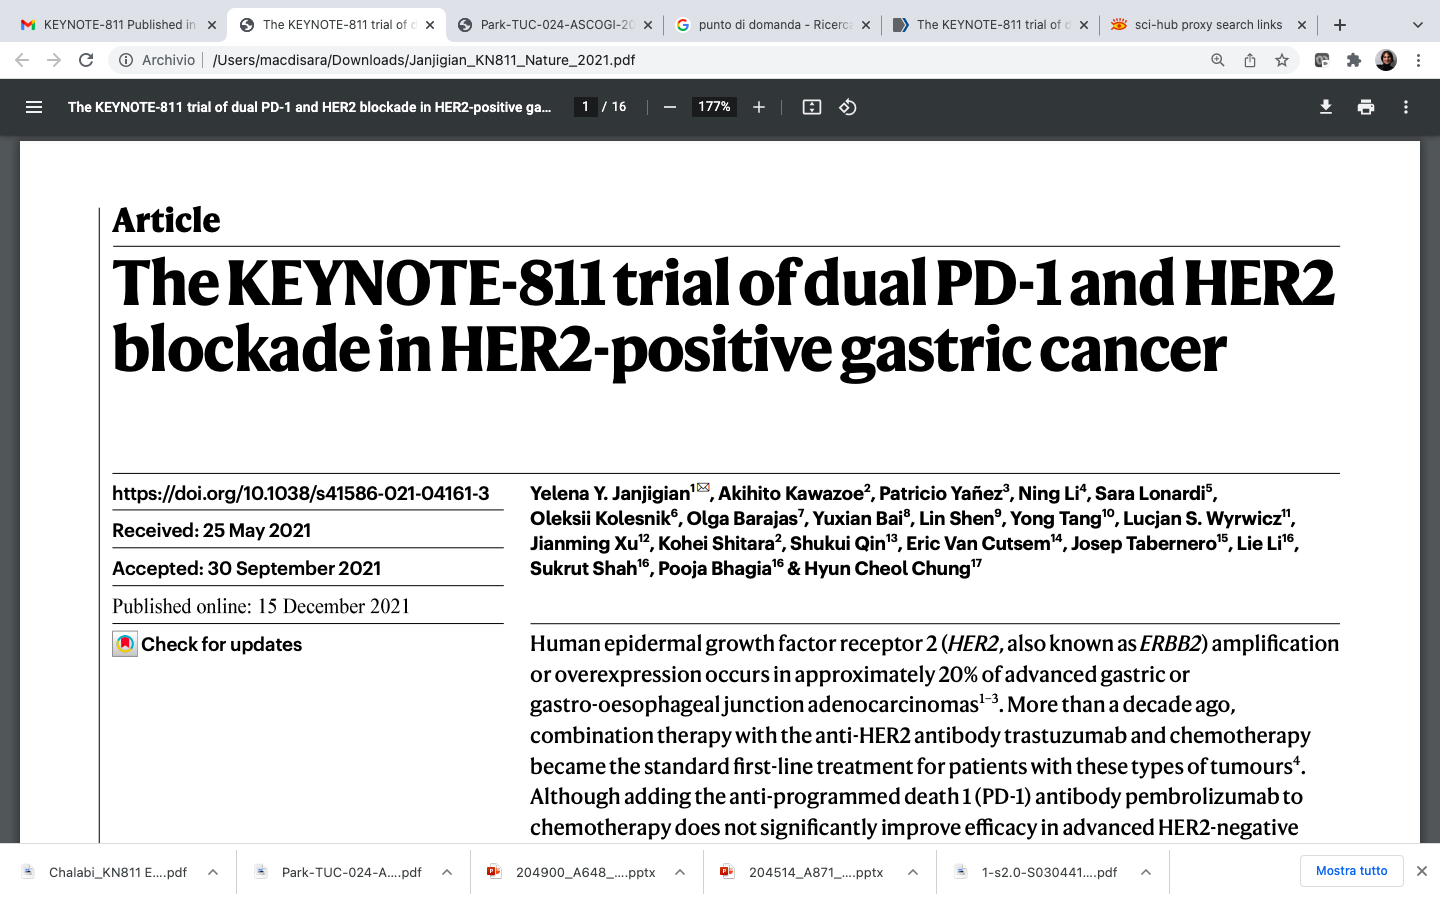 KEYNOTE-811 Published in
The KEYNOTE-811 trial of d
Park-TUC-024-ASCOGI-20
punto di domanda - Ricerca
The KEYNOTE-811 trial of d
sci-hub proxy search links
Archivio /Users/macdisara/Downloads/Janjigian_KN811_Nature_2021.pdf
The KEYNOTE-811 trial of dual PD-1 and HER2 blockade in HER2-positive ga... 1 / 16 177%
Article
The KEYNOTE-811 trial of dual PD-1 and HER2
blockade in HER2-positive gastric cancer
https://doi.org/10.1038/s41586-021-04161-3
Received: 25 May 2021
Accepted: 30 September 2021
Published online: 15 December 2021
Check for updates
Yelena Y. Janjigian1✉, Akihito Kawazoe2, Patricio Yañez3, Ning Li4, Sara Lonardi5,
Oleksii Kolesnik6, Olga Barajas7, Yuxian Bai8, Lin Shen9, Yong Tang10, Lucjan S. Wyrwicz11,
Jianming Xu12, Kohei Shitara2, Shukui Qin13, Eric Van Cutsem14, Josep Tabernero15, Lie Li16,
Sukrut Shah16, Pooja Bhagia16 & Hyun Cheol Chung17
Human epidermal growth factor receptor 2 (HER2, also known as ERBB2) amplification
or overexpression occurs in approximately 20% of advanced gastric or
gastro-oesophageal junction adenocarcinomas1–3. More than a decade ago,
combination therapy with the anti-HER2 antibody trastuzumab and chemotherapy
became the standard first-line treatment for patients with these types of tumours4.
Although adding the anti-programmed death 1 (PD-1) antibody pembrolizumab to
chemotherapy does not significantly improve efficacy in advanced HER2-negative
Chalabi_KN811 E....pdf
Park-TUC-024-A....pdf
204900_A648_....pptx
204514_A871_....pptx
1-s2.0-S030441....pdf
Mostra tutto